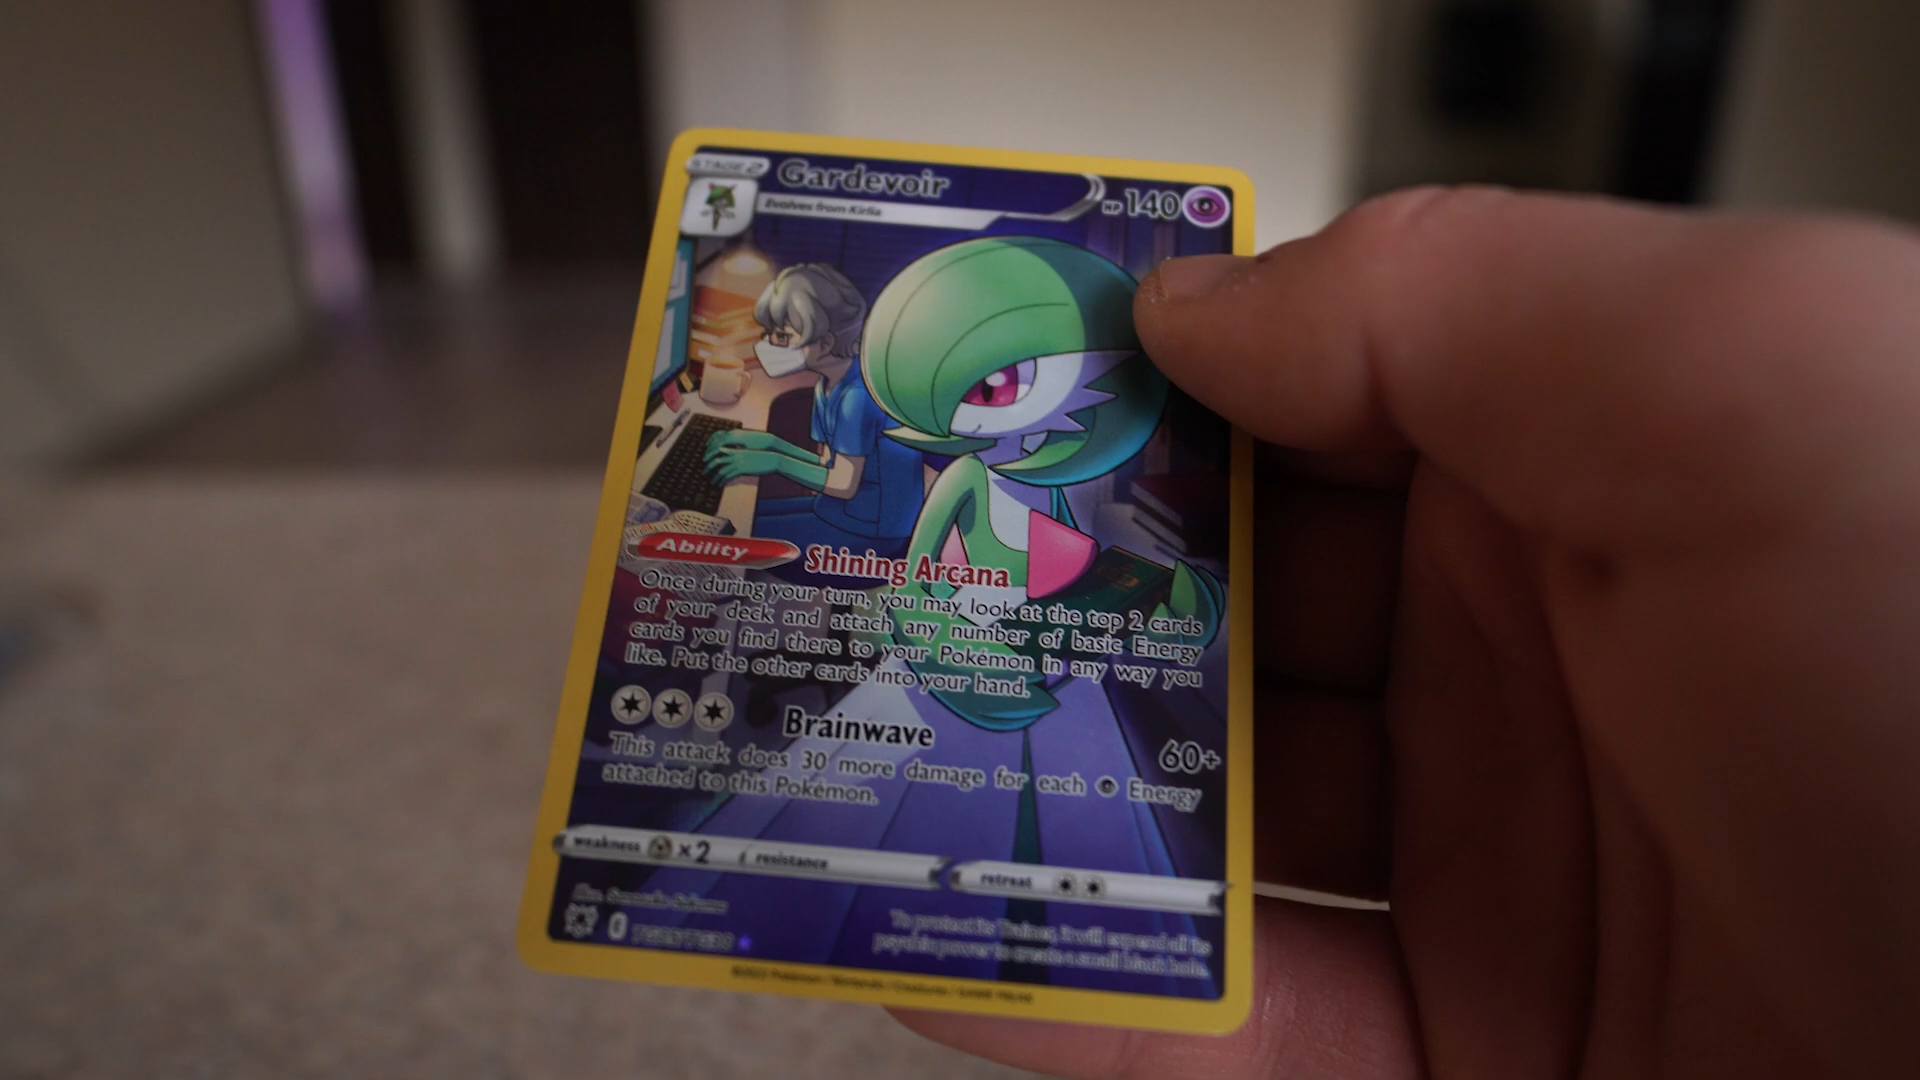 STAGE 2
Gardevoir
HP 140
Evolves from Kirlia
Ability Shining Arcana
Once during your turn, you may look at the top 2 cards
of your deck and attach any number of basic Energy
cards you find there to your Pokémon in any way you
like. Put the other cards into your hand.
Brainwave 60+
This attack does 30 more damage for each Energy
attached to this Pokémon.
weakness ×2 resistance retreat
To protect its Trainer, it will expend all its
psychic power to create a small black hole.
©2022 Pokémon / Nintendo / Creatures / GAME FREAK